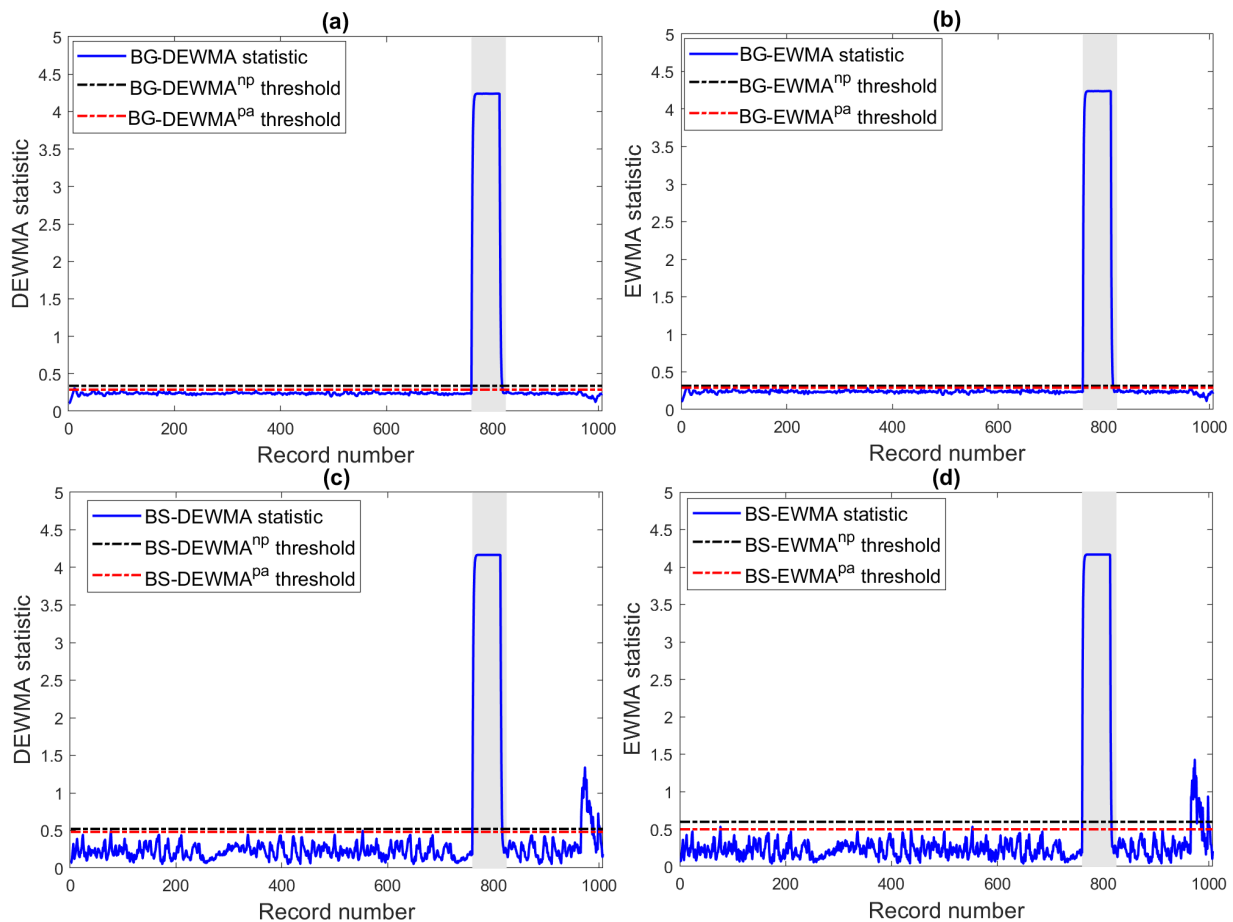 (a)
5
4.5
4
3.5
3
2.5
2
1.5
1
0.5
0
BG-DEWMA statistic
BG-DEWMA^np threshold
BG-DEWMA^pa threshold
DEWMA statistic
0 200 400 600 800 1000
Record number
(b)
5
4.5
4
3.5
3
2.5
2
1.5
1
0.5
0
BG-EWMA statistic
BG-EWMA^np threshold
BG-EWMA^pa threshold
EWMA statistic
0 200 400 600 800 1000
Record number
(c)
5
4.5
4
3.5
3
2.5
2
1.5
1
0.5
0
BS-DEWMA statistic
BS-DEWMA^np threshold
BS-DEWMA^pa threshold
DEWMA statistic
0 200 400 600 800 1000
Record number
(d)
5
4.5
4
3.5
3
2.5
2
1.5
1
0.5
0
BS-EWMA statistic
BS-EWMA^np threshold
BS-EWMA^pa threshold
EWMA statistic
0 200 400 600 800 1000
Record number